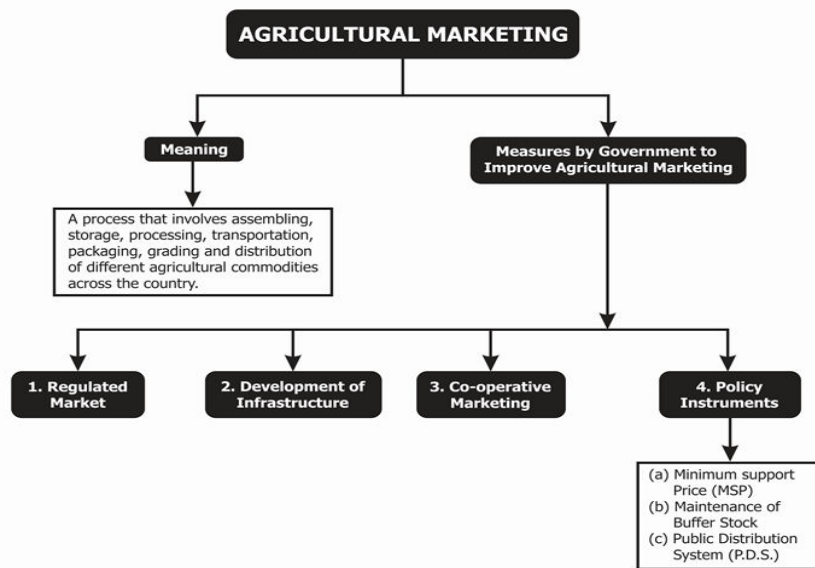 AGRICULTURAL MARKETING
Meaning
A process that involves assembling,
storage, processing, transportation,
packaging, grading and distribution
of different agricultural commodities
across the country.
Measures by Government to
Improve Agricultural Marketing
1. Regulated
Market
2. Development of
Infrastructure
3. Co-operative
Marketing
4. Policy
Instruments
(a) Minimum support
Price (MSP)
(b) Maintenance of
Buffer Stock
(c) Public Distribution
System (P.D.S.)